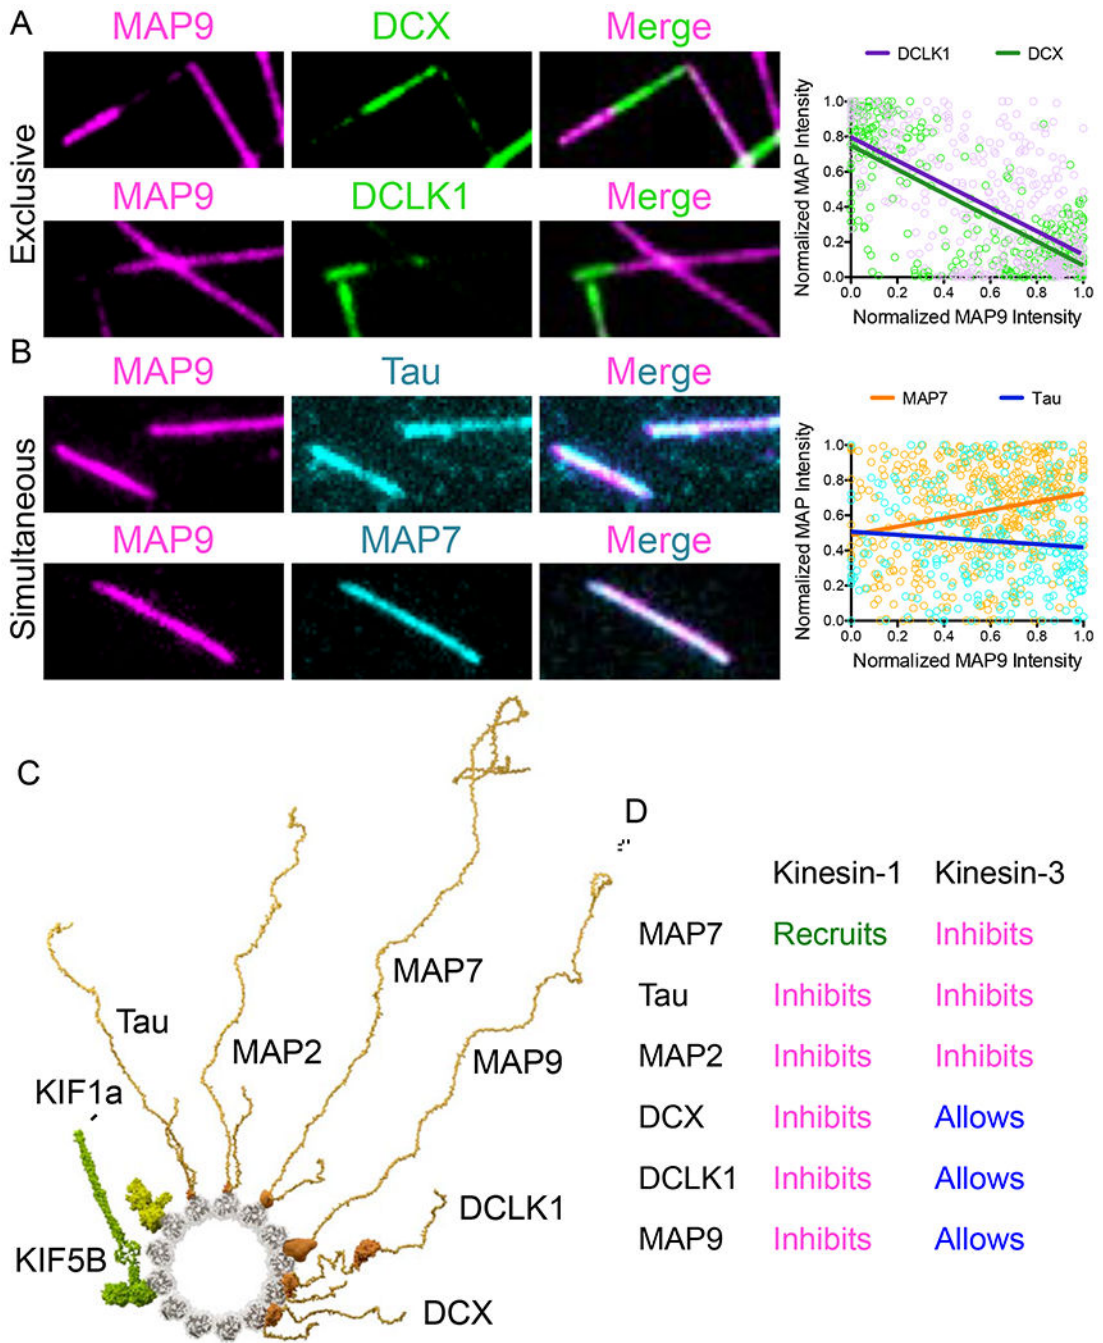 A
MAP9 DCX Merge
DCLK1 DCX
Exclusive
MAP9 DCLK1 Merge
Normalized MAP Intensity
1.0
0.8
0.6
0.4
0.2
0.0
0.0 0.2 0.4 0.6 0.8 1.0
Normalized MAP9 Intensity
B
MAP9 Tau Merge
MAP7 Tau
Simultaneous
MAP9 MAP7 Merge
Normalized MAP Intensity
1.0
0.8
0.6
0.4
0.2
0.0
0.0 0.2 0.4 0.6 0.8 1.0
Normalized MAP9 Intensity
C
Tau
MAP2
MAP7
MAP9
KIF1a
KIF5B
DCLK1
DCX
D
Kinesin-1 Kinesin-3
MAP7 Recruits Inhibits
Tau Inhibits Inhibits
MAP2 Inhibits Inhibits
DCX Inhibits Allows
DCLK1 Inhibits Allows
MAP9 Inhibits Allows